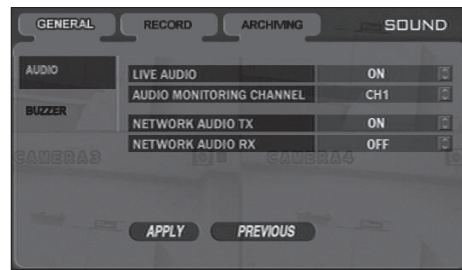 GENERAL RECORD ARCHIVING SOUND
AUDIO
LIVE AUDIO ON
AUDIO MONITORING CHANNEL CH1
BUZZER
NETWORK AUDIO TX ON
NETWORK AUDIO RX OFF
CAMERA3 CAMERA4
APPLY PREVIOUS